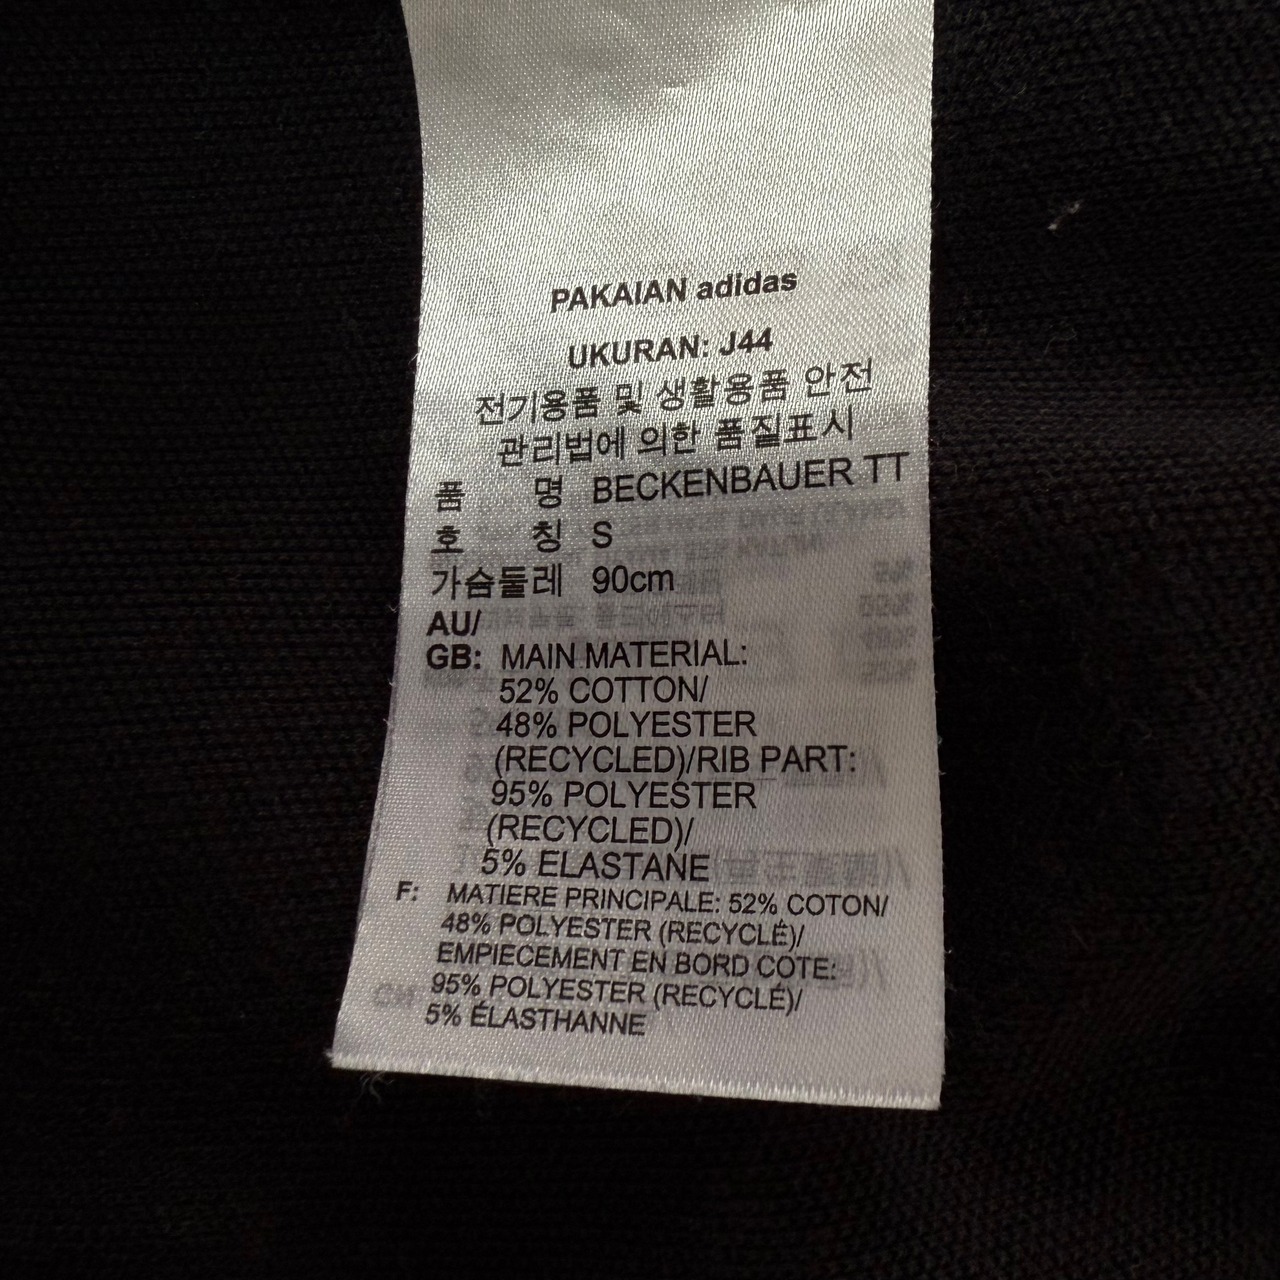 PAKAIAN adidas
UKURAN: J44
전기용품 및 생활용품 안전
관리법에 의한 품질표시
품 명 BECKENBAUER TT
호 칭 S
가슴둘레 90cm
AU/
GB: MAIN MATERIAL:
52% COTTON/
48% POLYESTER
(RECYCLED)/RIB PART:
95% POLYESTER
(RECYCLED)/
5% ELASTANE
F: MATIERE PRINCIPALE: 52% COTON/
48% POLYESTER (RECYCLÉ)/
EMPIECEMENT EN BORD COTE:
95% POLYESTER (RECYCLÉ)/
5% ÉLASTHANNE